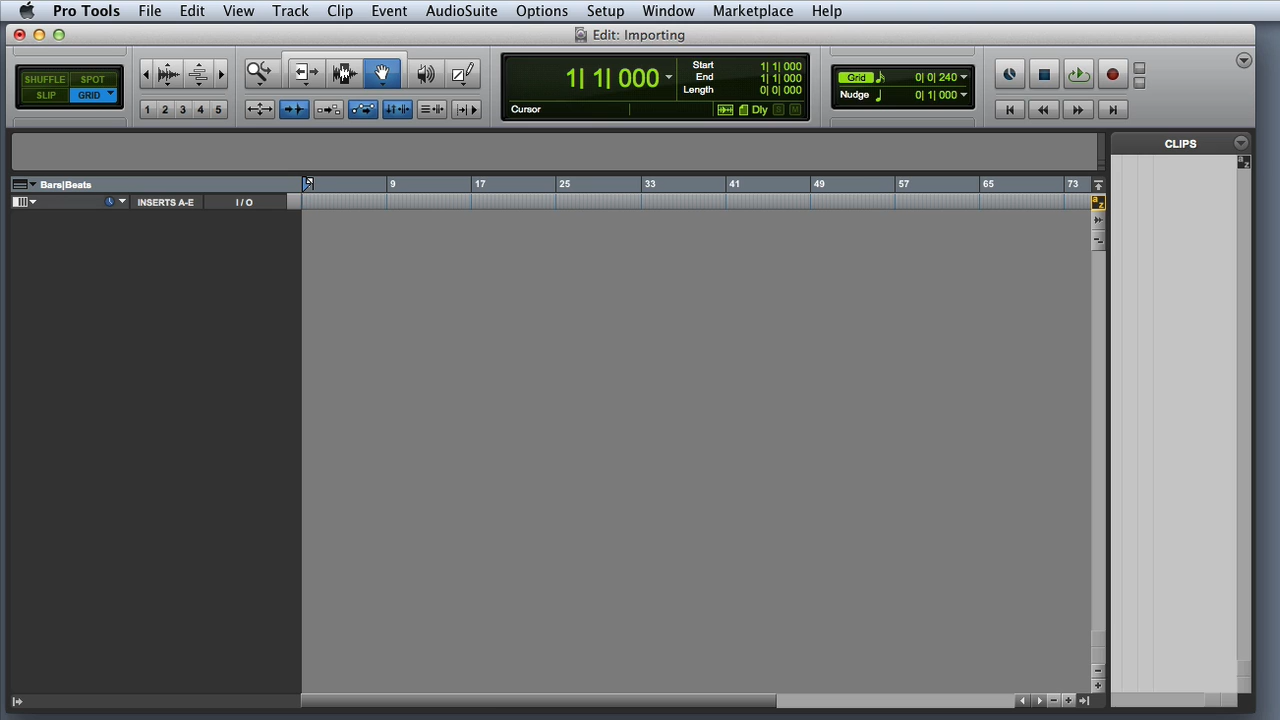 Pro Tools File Edit View Track Clip Event AudioSuite Options Setup Window Marketplace Help
Edit: Importing
SHUFFLE SPOT
SLIP GRID
1 2 3 4 5
1| 1| 000
Start 1| 1| 000
End 1| 1| 000
Length 0| 0| 000
Cursor
Dly S M
Grid 0| 0| 240
Nudge 0| 1| 000
CLIPS
a z
Bars|Beats
9 17 25 33 41 49 57 65 73
INSERTS A-E I / O
a z